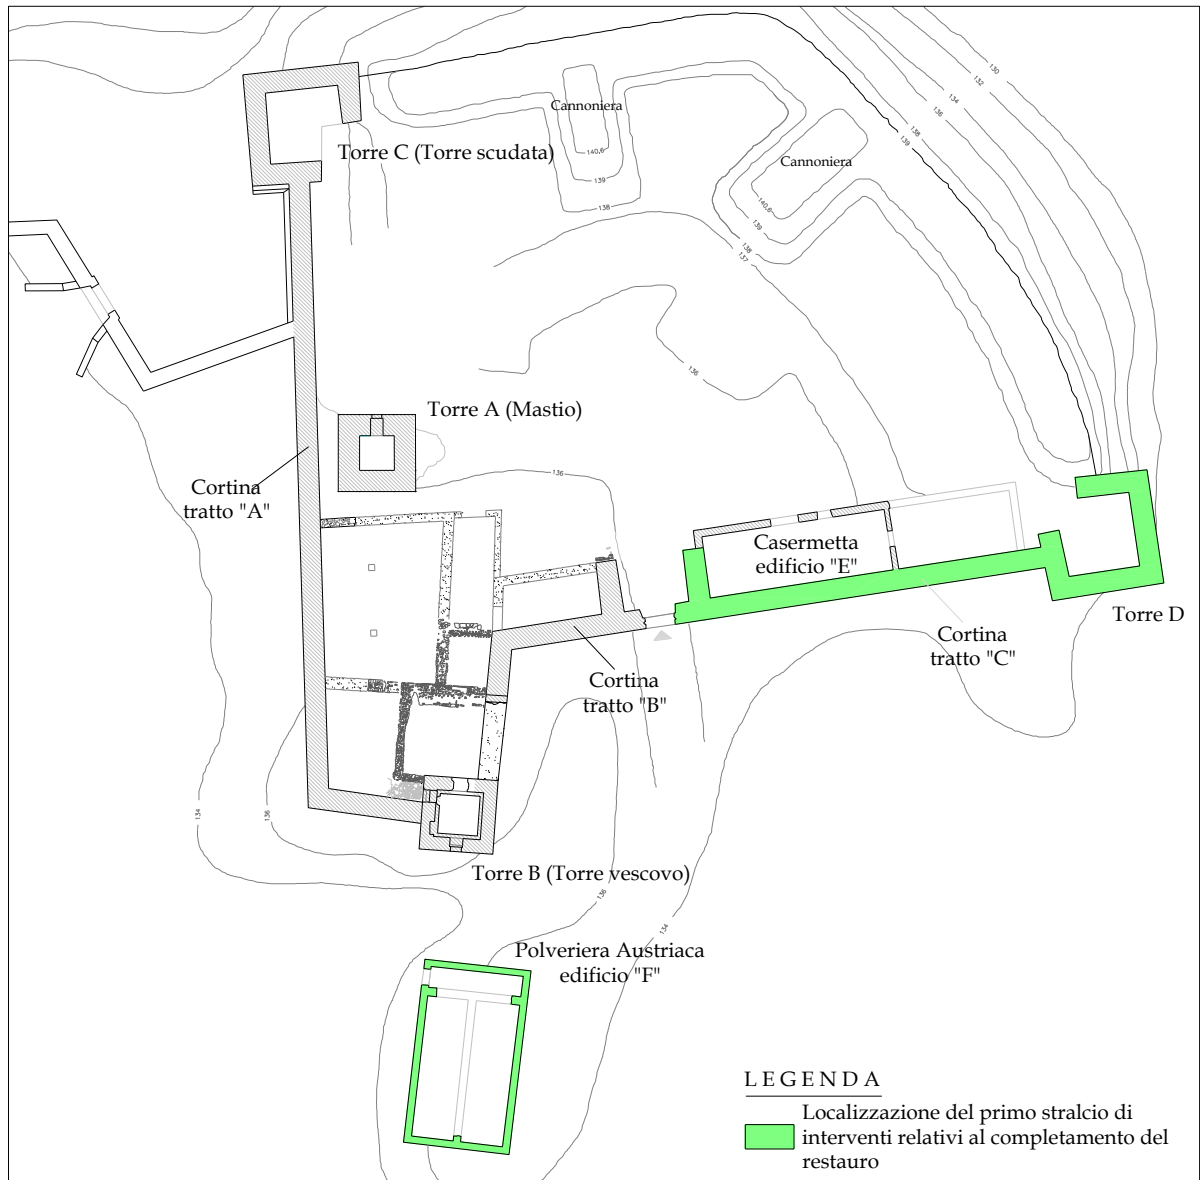 130
132
134
136
138
139
Cannoniera
140,6
139
138
Cannoniera
140,6
139
138
137
Torre C (Torre scudata)
136
Torre A (Mastio)
136
Cortina
tratto "A"
Casermetta
edificio "E"
Torre D
Cortina
tratto "C"
Cortina
tratto "B"
134
136
Torre B (Torre vescovo)
136
134
Polveriera Austriaca
edificio "F"
LEGENDA
Localizzazione del primo stralcio di
interventi relativi al completamento del
restauro